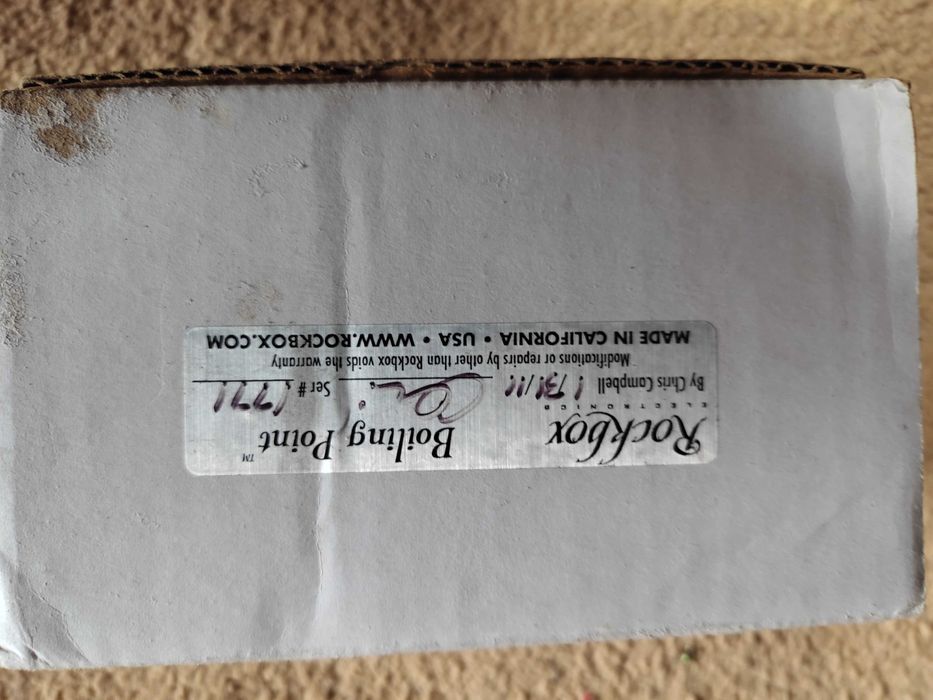 Rockbox Boiling Point ™
ELECTRONICS
By Chris Campbell 1/31/11 Ser # 1771
Modifications or repairs by other than Rockbox voids the warranty
MADE IN CALIFORNIA • USA • WWW.ROCKBOX.COM